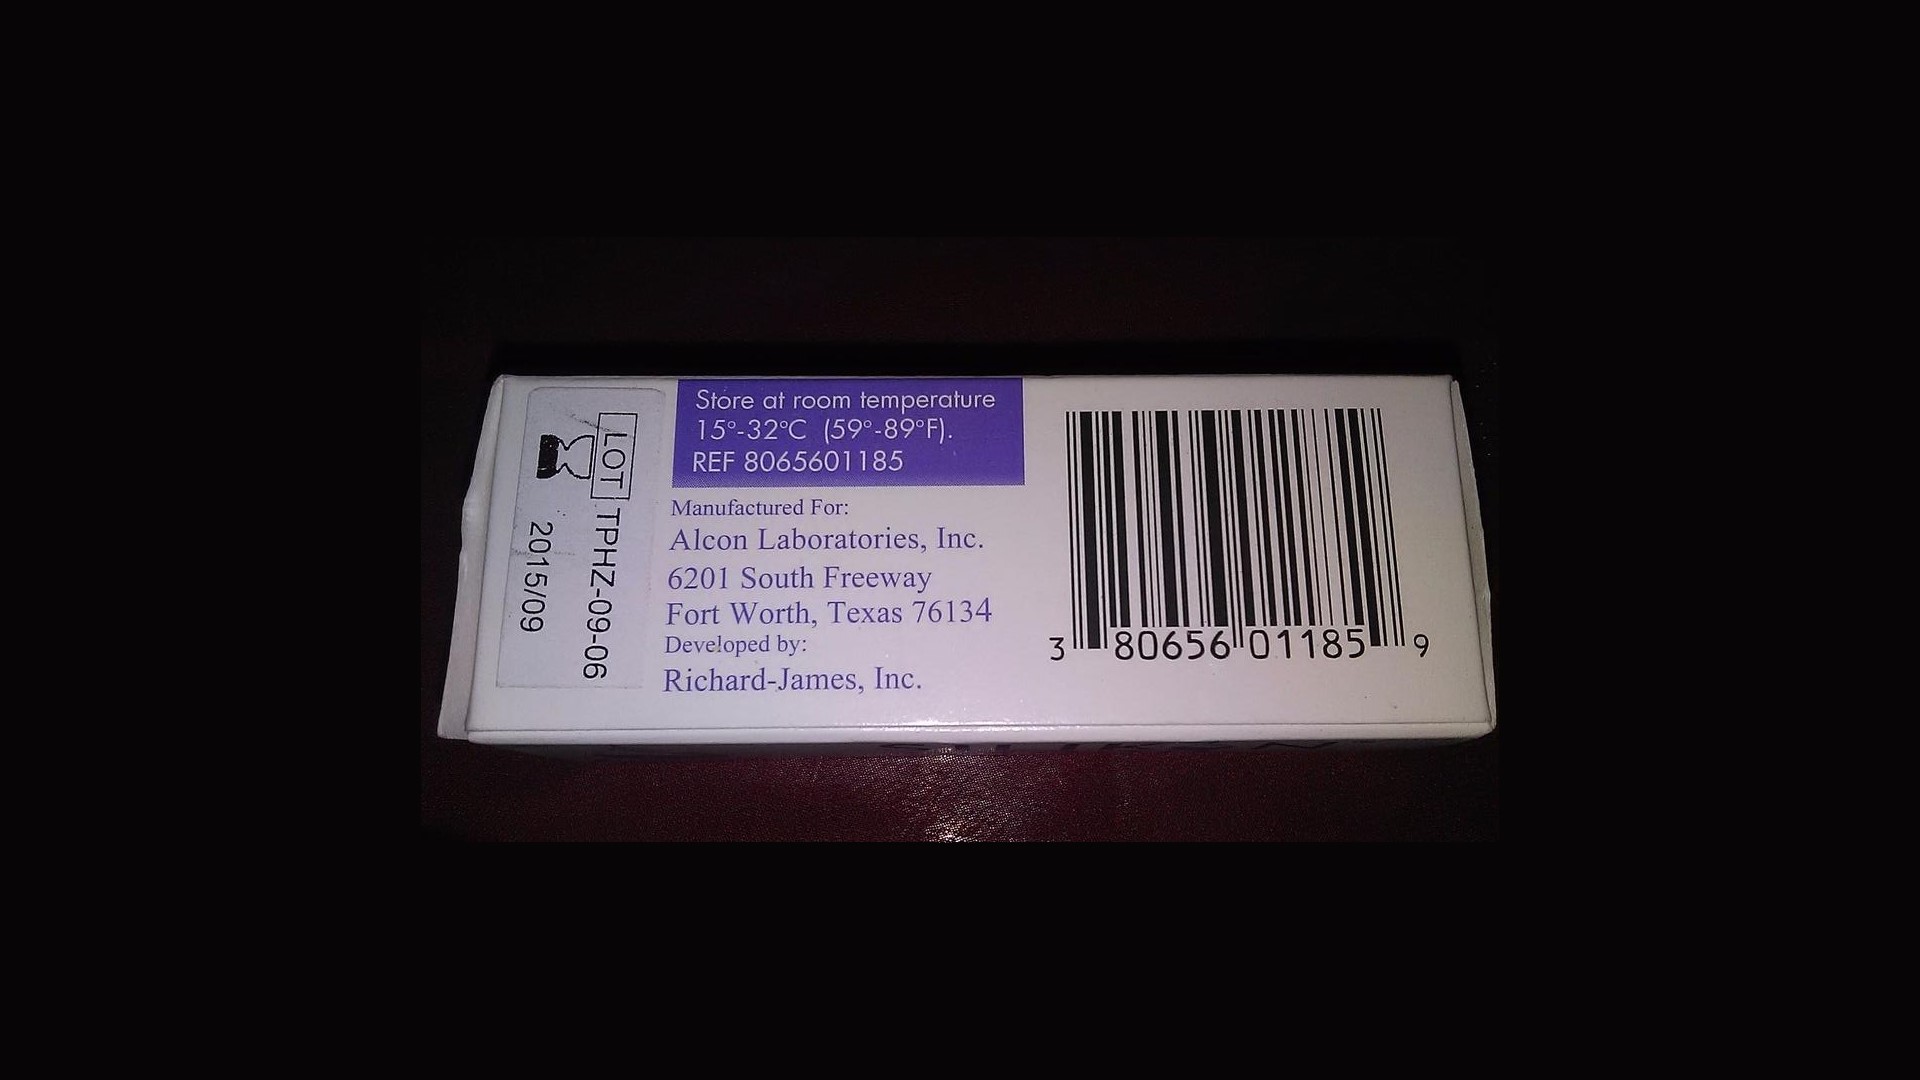 LOT TPHZ-09-06
2015/09
Store at room temperature
15°-32°C (59°-89°F).
REF 8065601185
Manufactured For:
Alcon Laboratories, Inc.
6201 South Freeway
Fort Worth, Texas 76134
Developed by:
Richard-James, Inc.
3 80656 01185 9